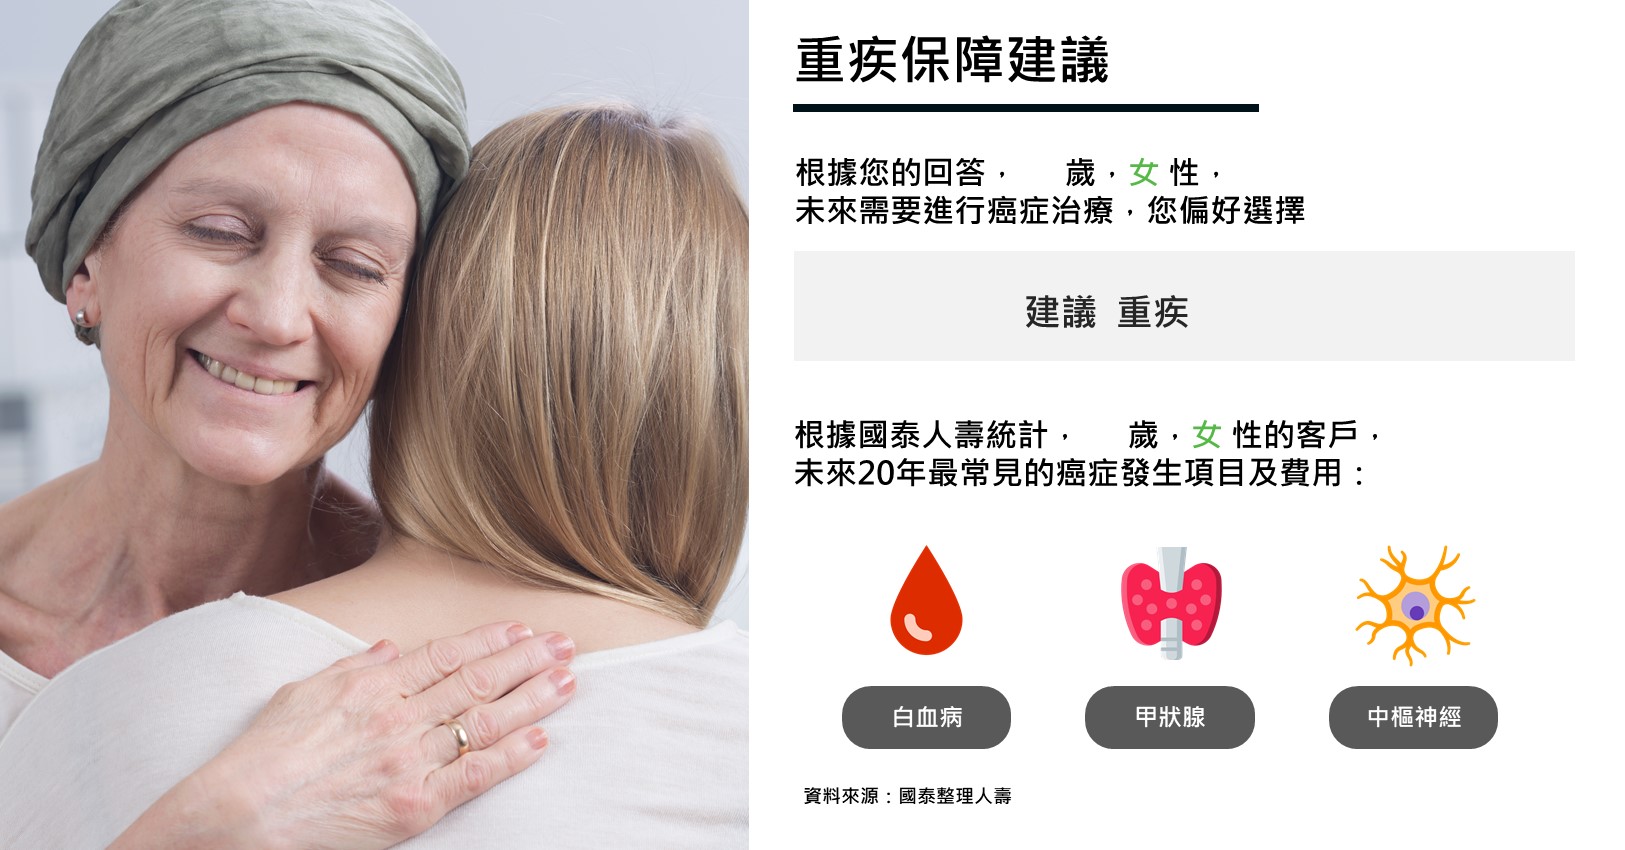 重疾保障建議
根據您的回答， 歲，女 性，
未來需要進行癌症治療，您偏好選擇
建議 重疾
根據國泰人壽統計， 歲，女 性的客戶，
未來20年最常見的癌症發生項目及費用：
白血病 甲狀腺 中樞神經
資料來源：國泰整理人壽